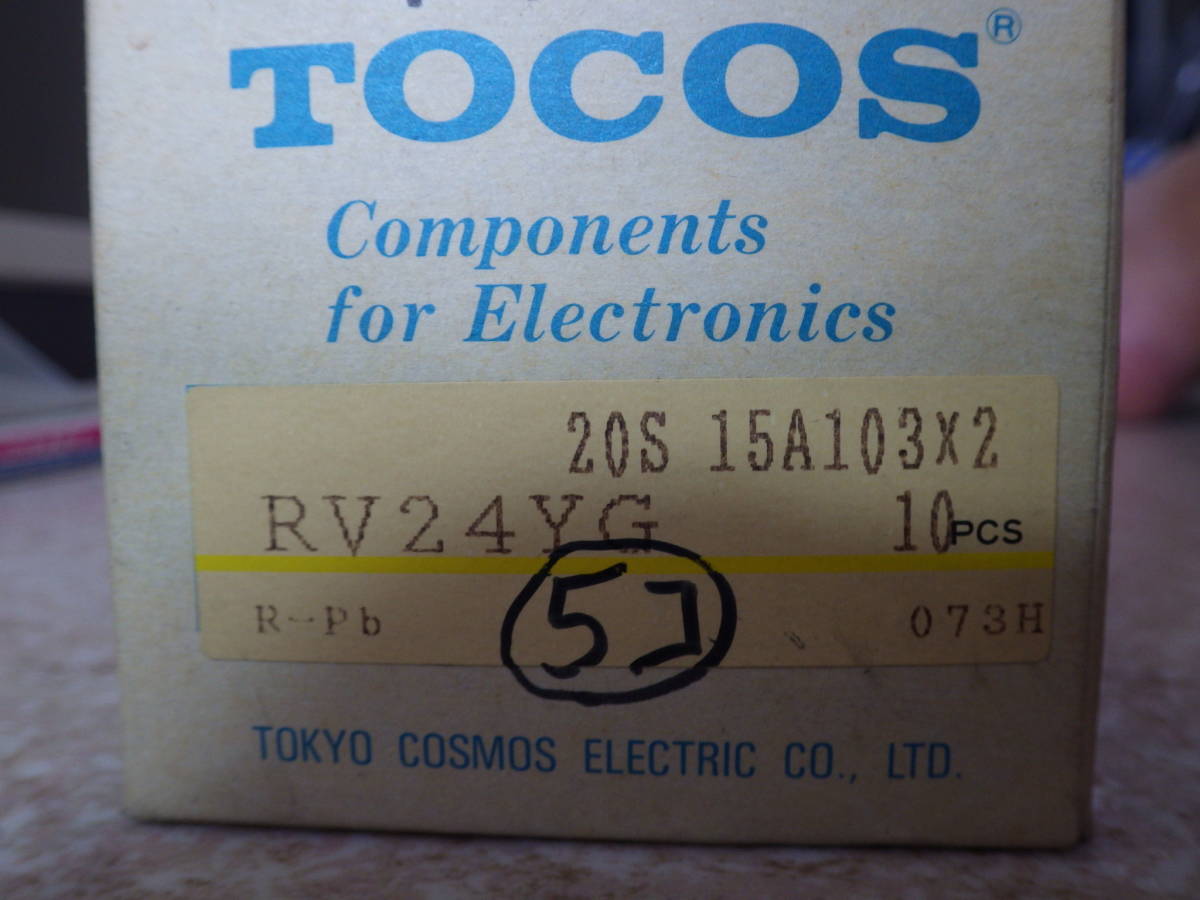 TOCOS®
Components
for Electronics
20S 15A103X2
RV24YG 10PCS
5コ
R-Pb 073H
TOKYO COSMOS ELECTRIC CO., LTD.